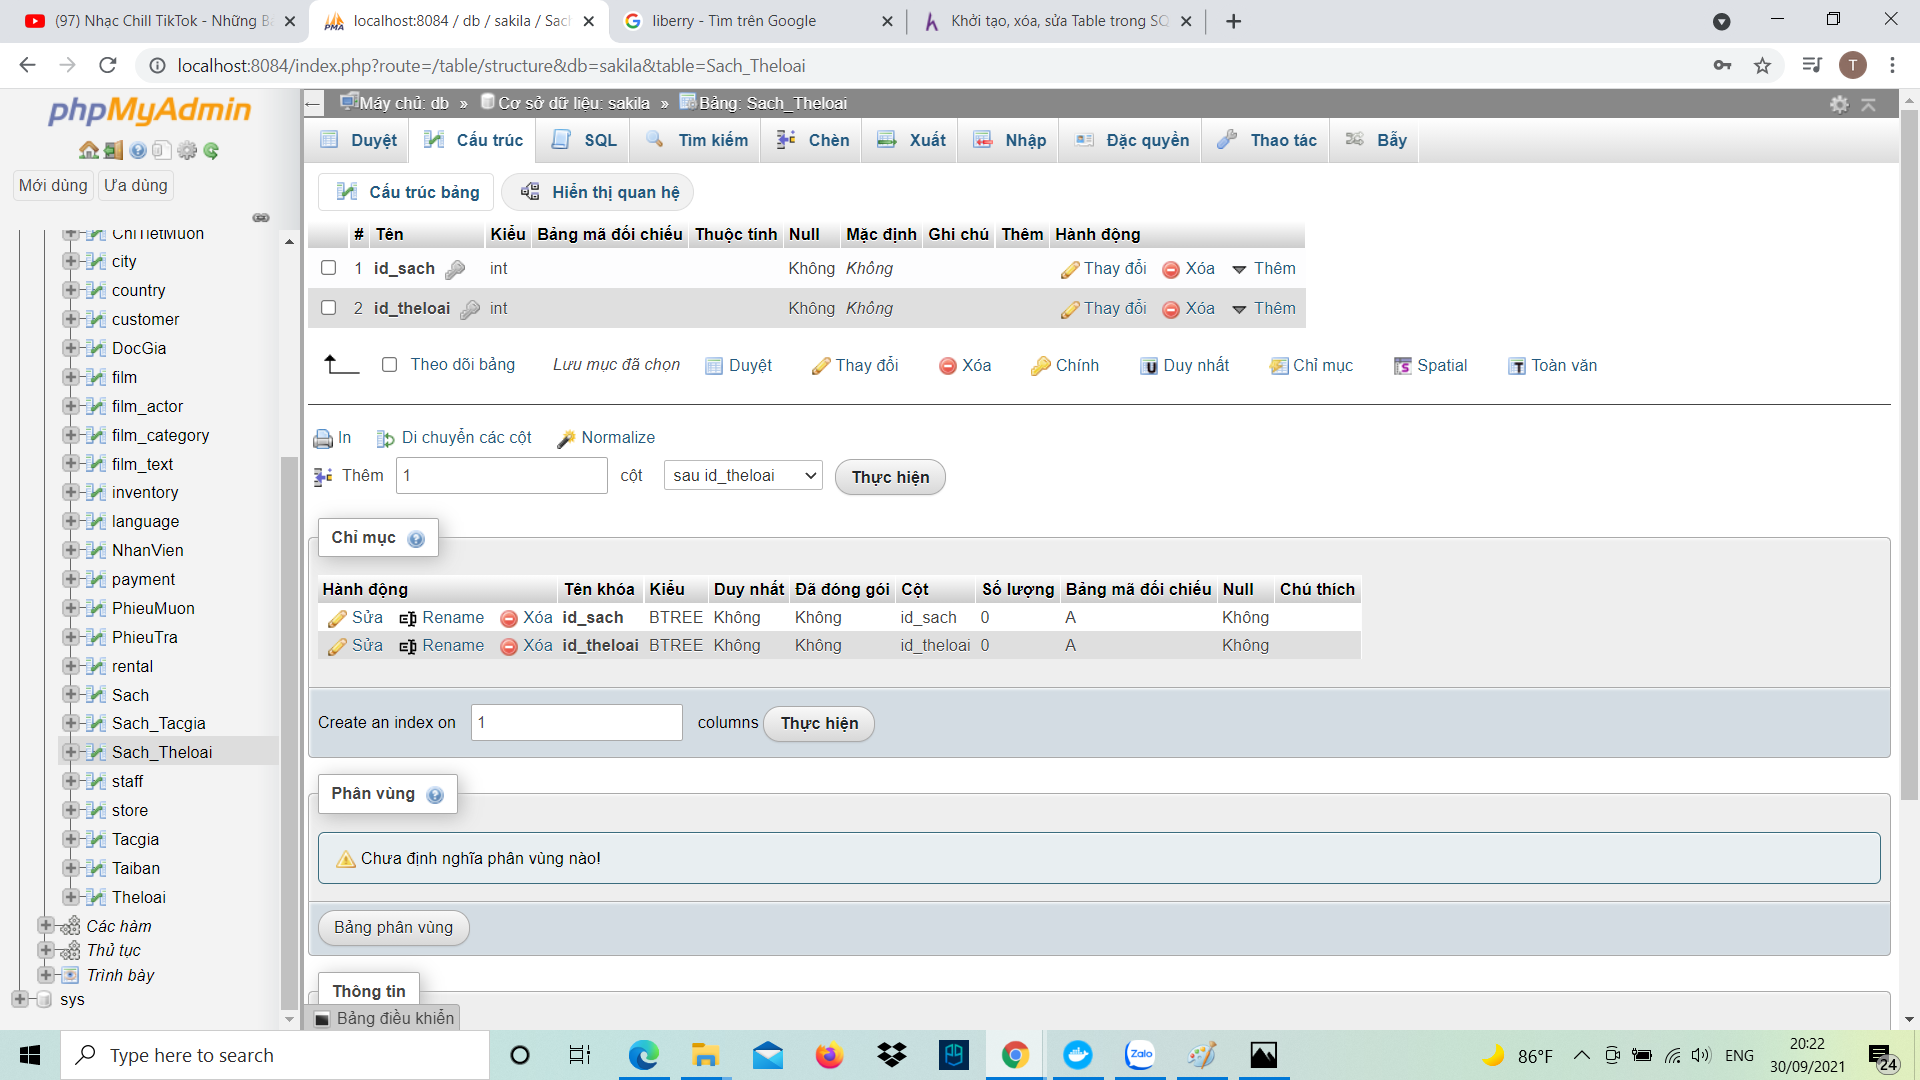 (97) Nhạc Chill TikTok - Những B
localhost:8084 / db / sakila / Sac
liberry - Tìm trên Google
Khởi tạo, xóa, sửa Table trong SQ
localhost:8084/index.php?route=/table/structure&db=sakila&table=Sach_Theloai
T
phpMyAdmin
Mới dùng
Ưa dùng
ChiTietMuon
city
country
customer
DocGia
film
film_actor
film_category
film_text
inventory
language
NhanVien
payment
PhieuMuon
PhieuTra
rental
Sach
Sach_Tacgia
Sach_Theloai
staff
store
Tacgia
Taiban
Theloai
Các hàm
Thủ tục
Trình bày
sys
Máy chủ: db » Cơ sở dữ liệu: sakila » Bảng: Sach_Theloai
Duyệt Cấu trúc SQL Tìm kiếm Chèn Xuất Nhập Đặc quyền Thao tác Bẫy
Cấu trúc bảng Hiển thị quan hệ
# Tên Kiểu Bảng mã đối chiếu Thuộc tính Null Mặc định Ghi chú Thêm Hành động
1 id_sach int Không Không Thay đổi Xóa Thêm
2 id_theloai int Không Không Thay đổi Xóa Thêm
Theo dõi bảng Lưu mục đã chọn Duyệt Thay đổi Xóa Chính Duy nhất Chỉ mục Spatial Toàn văn
In Di chuyển các cột Normalize
Thêm 1 cột sau id_theloai Thực hiện
Chỉ mục
Hành động Tên khóa Kiểu Duy nhất Đã đóng gói Cột Số lượng Bảng mã đối chiếu Null Chú thích
Sửa Rename Xóa id_sach BTREE Không Không id_sach 0 A Không
Sửa Rename Xóa id_theloai BTREE Không Không id_theloai 0 A Không
Create an index on 1 columns Thực hiện
Phân vùng
Chưa định nghĩa phân vùng nào!
Bảng phân vùng
Thông tin
Bảng điều khiển
Type here to search
Zalo
86°F
ENG
20:22
30/09/2021
24